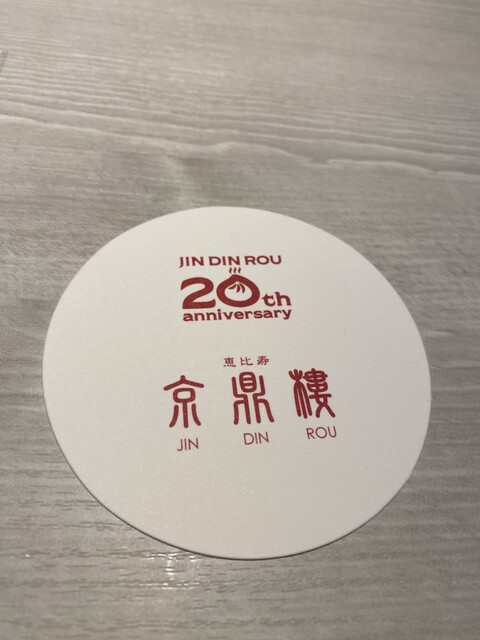 JIN DIN ROU
20th
anniversary
恵比寿
京鼎樓
JIN DIN ROU